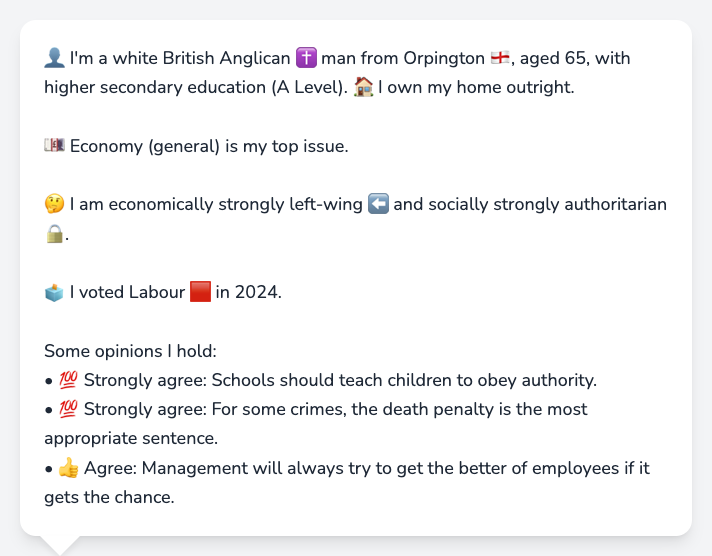 👤 I'm a white British Anglican ✝️ man from Orpington 🏴󠁧󠁢󠁥󠁮󠁧󠁿, aged 65, with
higher secondary education (A Level). 🏠 I own my home outright.
💷 Economy (general) is my top issue.
🤔 I am economically strongly left-wing ⬅️ and socially strongly authoritarian
🔒.
🗳️ I voted Labour 🟥 in 2024.
Some opinions I hold:
• 💯 Strongly agree: Schools should teach children to obey authority.
• 💯 Strongly agree: For some crimes, the death penalty is the most
appropriate sentence.
• 👍 Agree: Management will always try to get the better of employees if it
gets the chance.